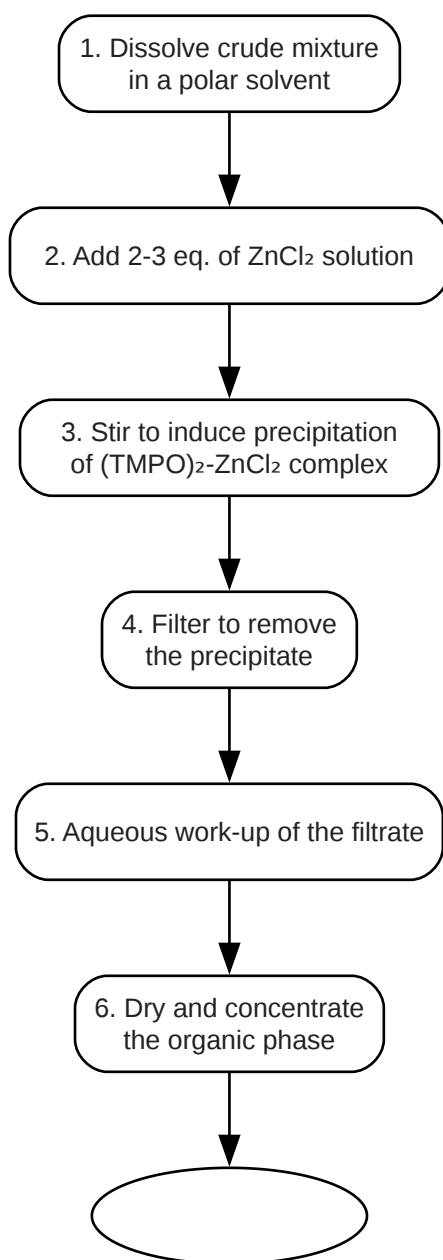 1. Dissolve crude mixture
in a polar solvent
2. Add 2-3 eq. of ZnCl₂ solution
3. Stir to induce precipitation
of (TMPO)₂-ZnCl₂ complex
4. Filter to remove
the precipitate
5. Aqueous work-up of the filtrate
6. Dry and concentrate
the organic phase